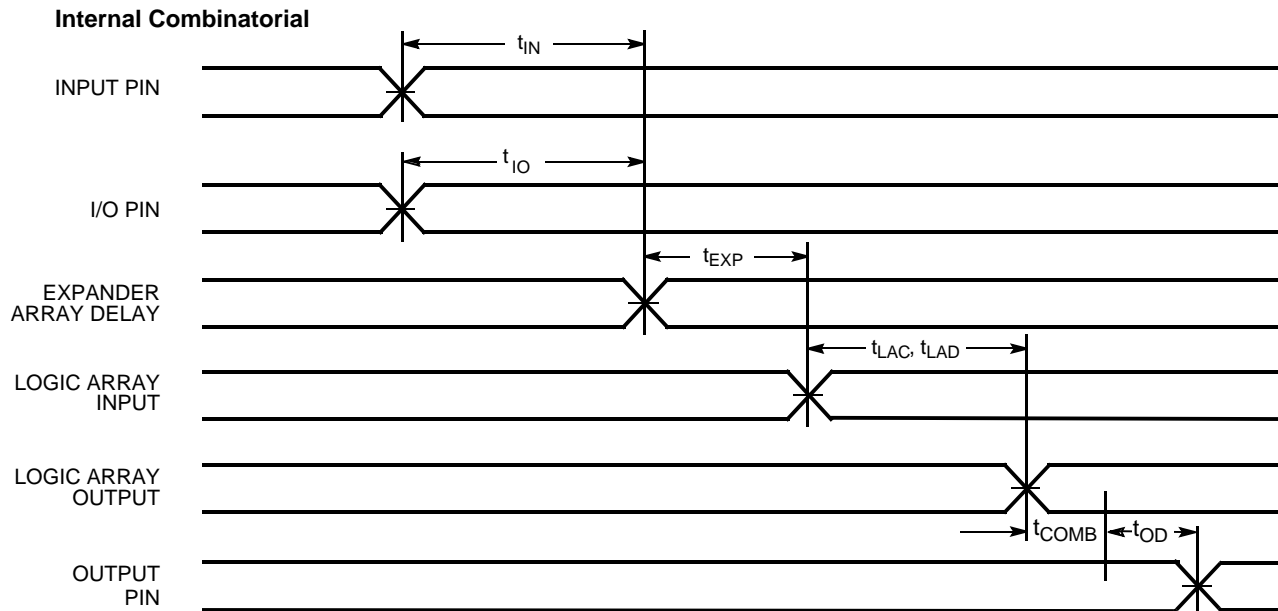 Internal Combinatorial
tIN
INPUT PIN
tIO
I/O PIN
tEXP
EXPANDER
ARRAY DELAY
tLAC, tLAD
LOGIC ARRAY
INPUT
LOGIC ARRAY
OUTPUT
tCOMB
tOD
OUTPUT
PIN